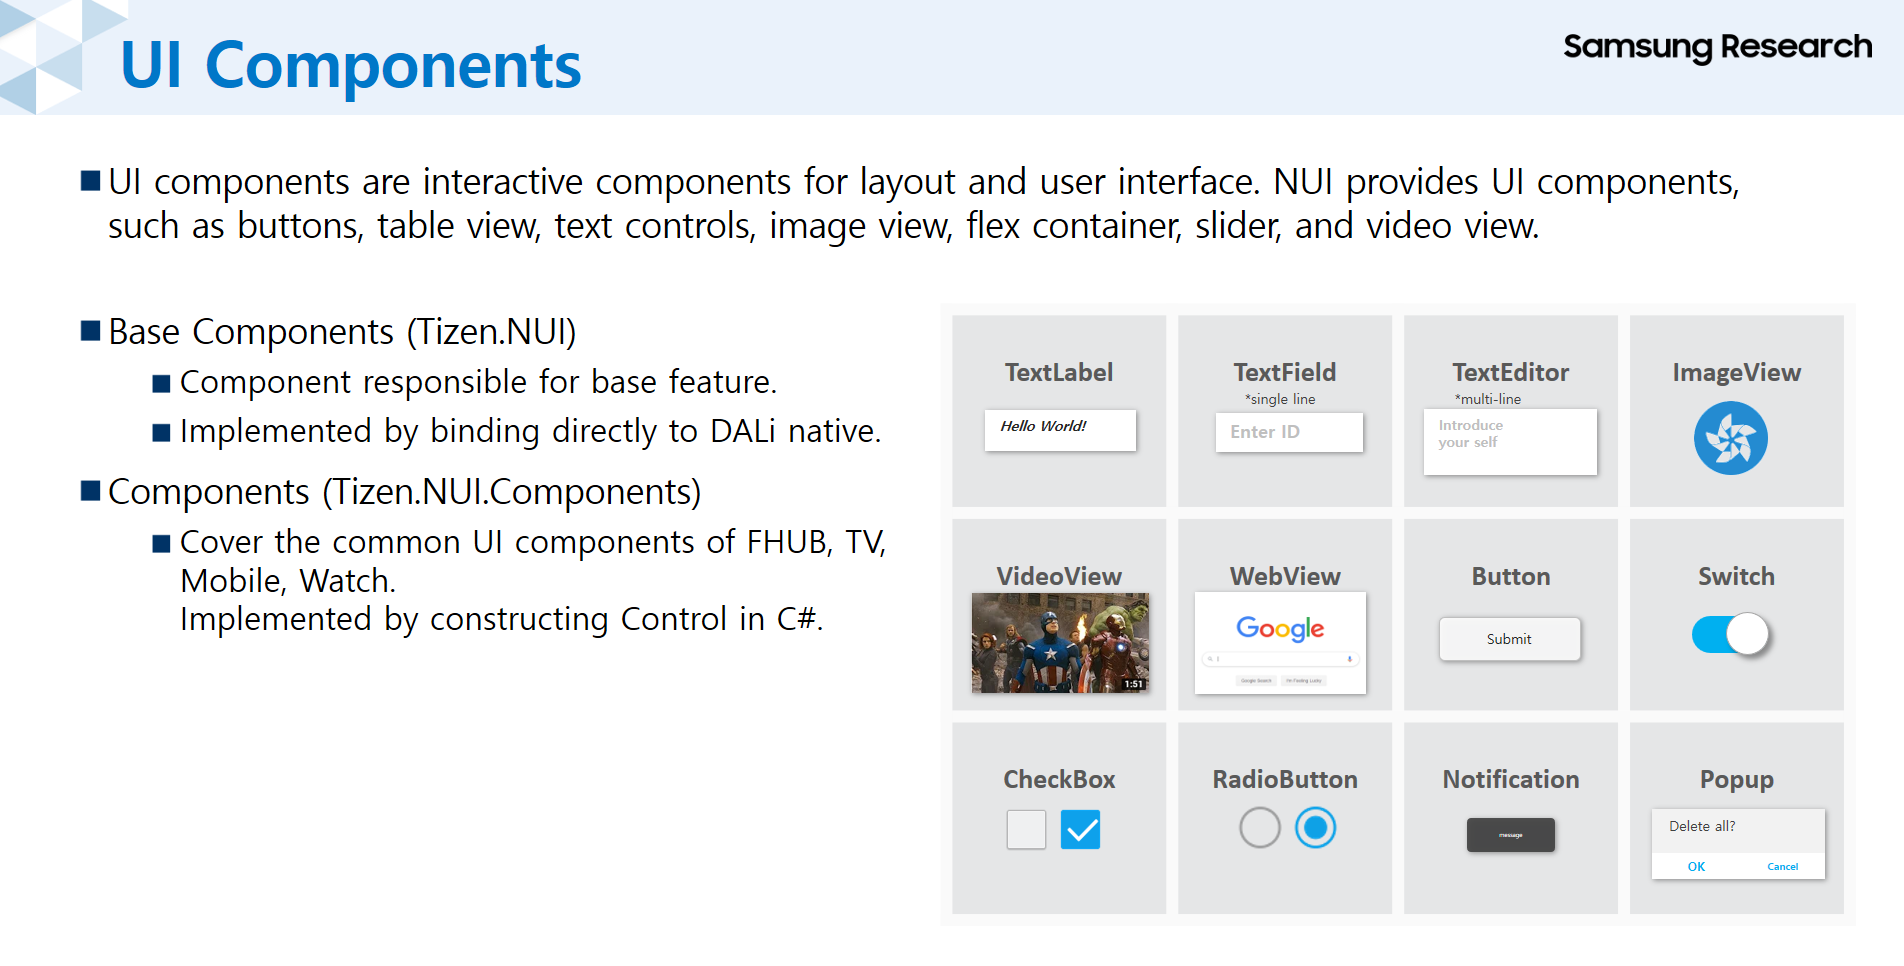 UI Components
Samsung Research
UI components are interactive components for layout and user interface. NUI provides UI components,
such as buttons, table view, text controls, image view, flex container, slider, and video view.
Base Components (Tizen.NUI)
Component responsible for base feature.
Implemented by binding directly to DALi native.
Components (Tizen.NUI.Components)
Cover the common UI components of FHUB, TV,
Mobile, Watch.
Implemented by constructing Control in C#.
TextLabel
Hello World!
TextField
*single line
Enter ID
TextEditor
*multi-line
Introduce
your self
ImageView
VideoView
1:51
WebView
Google
Google Search
I'm Feeling Lucky
Button
Submit
Switch
CheckBox
RadioButton
Notification
message
Popup
Delete all?
OK
Cancel